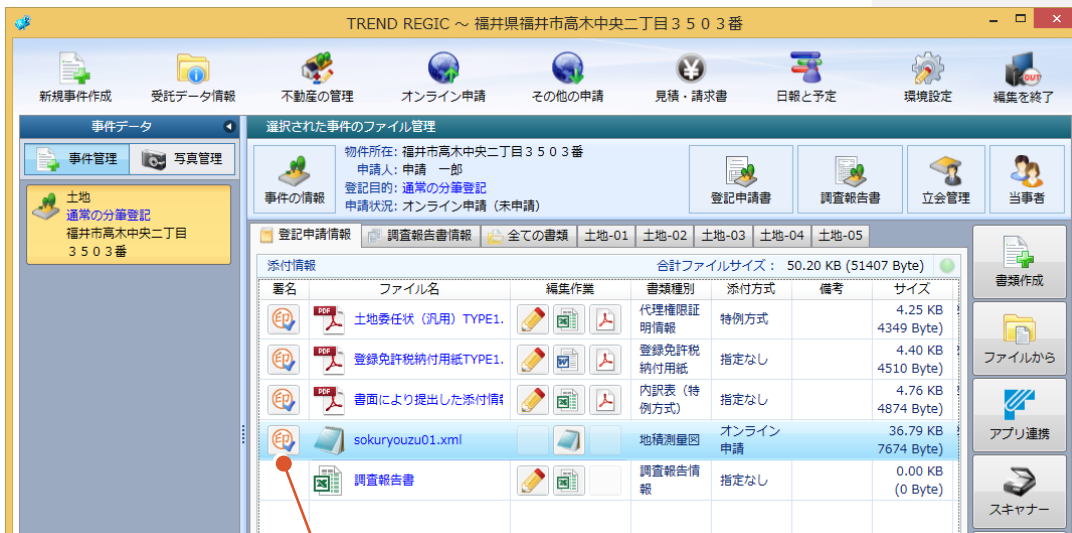 TREND REGIC ～ 福井県福井市高木中央二丁目３５０３番
新規事件作成
受託データ情報
不動産の管理
オンライン申請
その他の申請
見積・請求書
日報と予定
環境設定
編集を終了
事件データ
事件管理
写真管理
土地
通常の分筆登記
福井市高木中央二丁目
３５０３番
選択された事件のファイル管理
事件の情報
物件所在: 福井市高木中央二丁目３５０３番
申請人: 申請　一郎
登記目的: 通常の分筆登記
申請状況: オンライン申請（未申請）
登記申請書
調査報告書
立会管理
当事者
登記申請情報
調査報告書情報
全ての書類
土地-01
土地-02
土地-03
土地-04
土地-05
添付情報
合計ファイルサイズ： 50.20 KB (51407 Byte)
署名
ファイル名
編集作業
書類種別
添付方式
備考
サイズ
PDF
土地委任状（汎用）TYPE1.
代理権限証
明情報
特例方式
4.25 KB
4349 Byte)
PDF
登録免許税納付用紙TYPE1.
登録免許税
納付用紙
指定なし
4.40 KB
4510 Byte)
PDF
書面により提出した添付情
内訳表（特
例方式）
指定なし
4.76 KB
4874 Byte)
sokuryouzu01.xml
地積測量図
オンライン
申請
36.79 KB
7674 Byte)
調査報告書
調査報告情
報
指定なし
0.00 KB
(0 Byte)
書類作成
ファイルから
アプリ連携
スキャナー